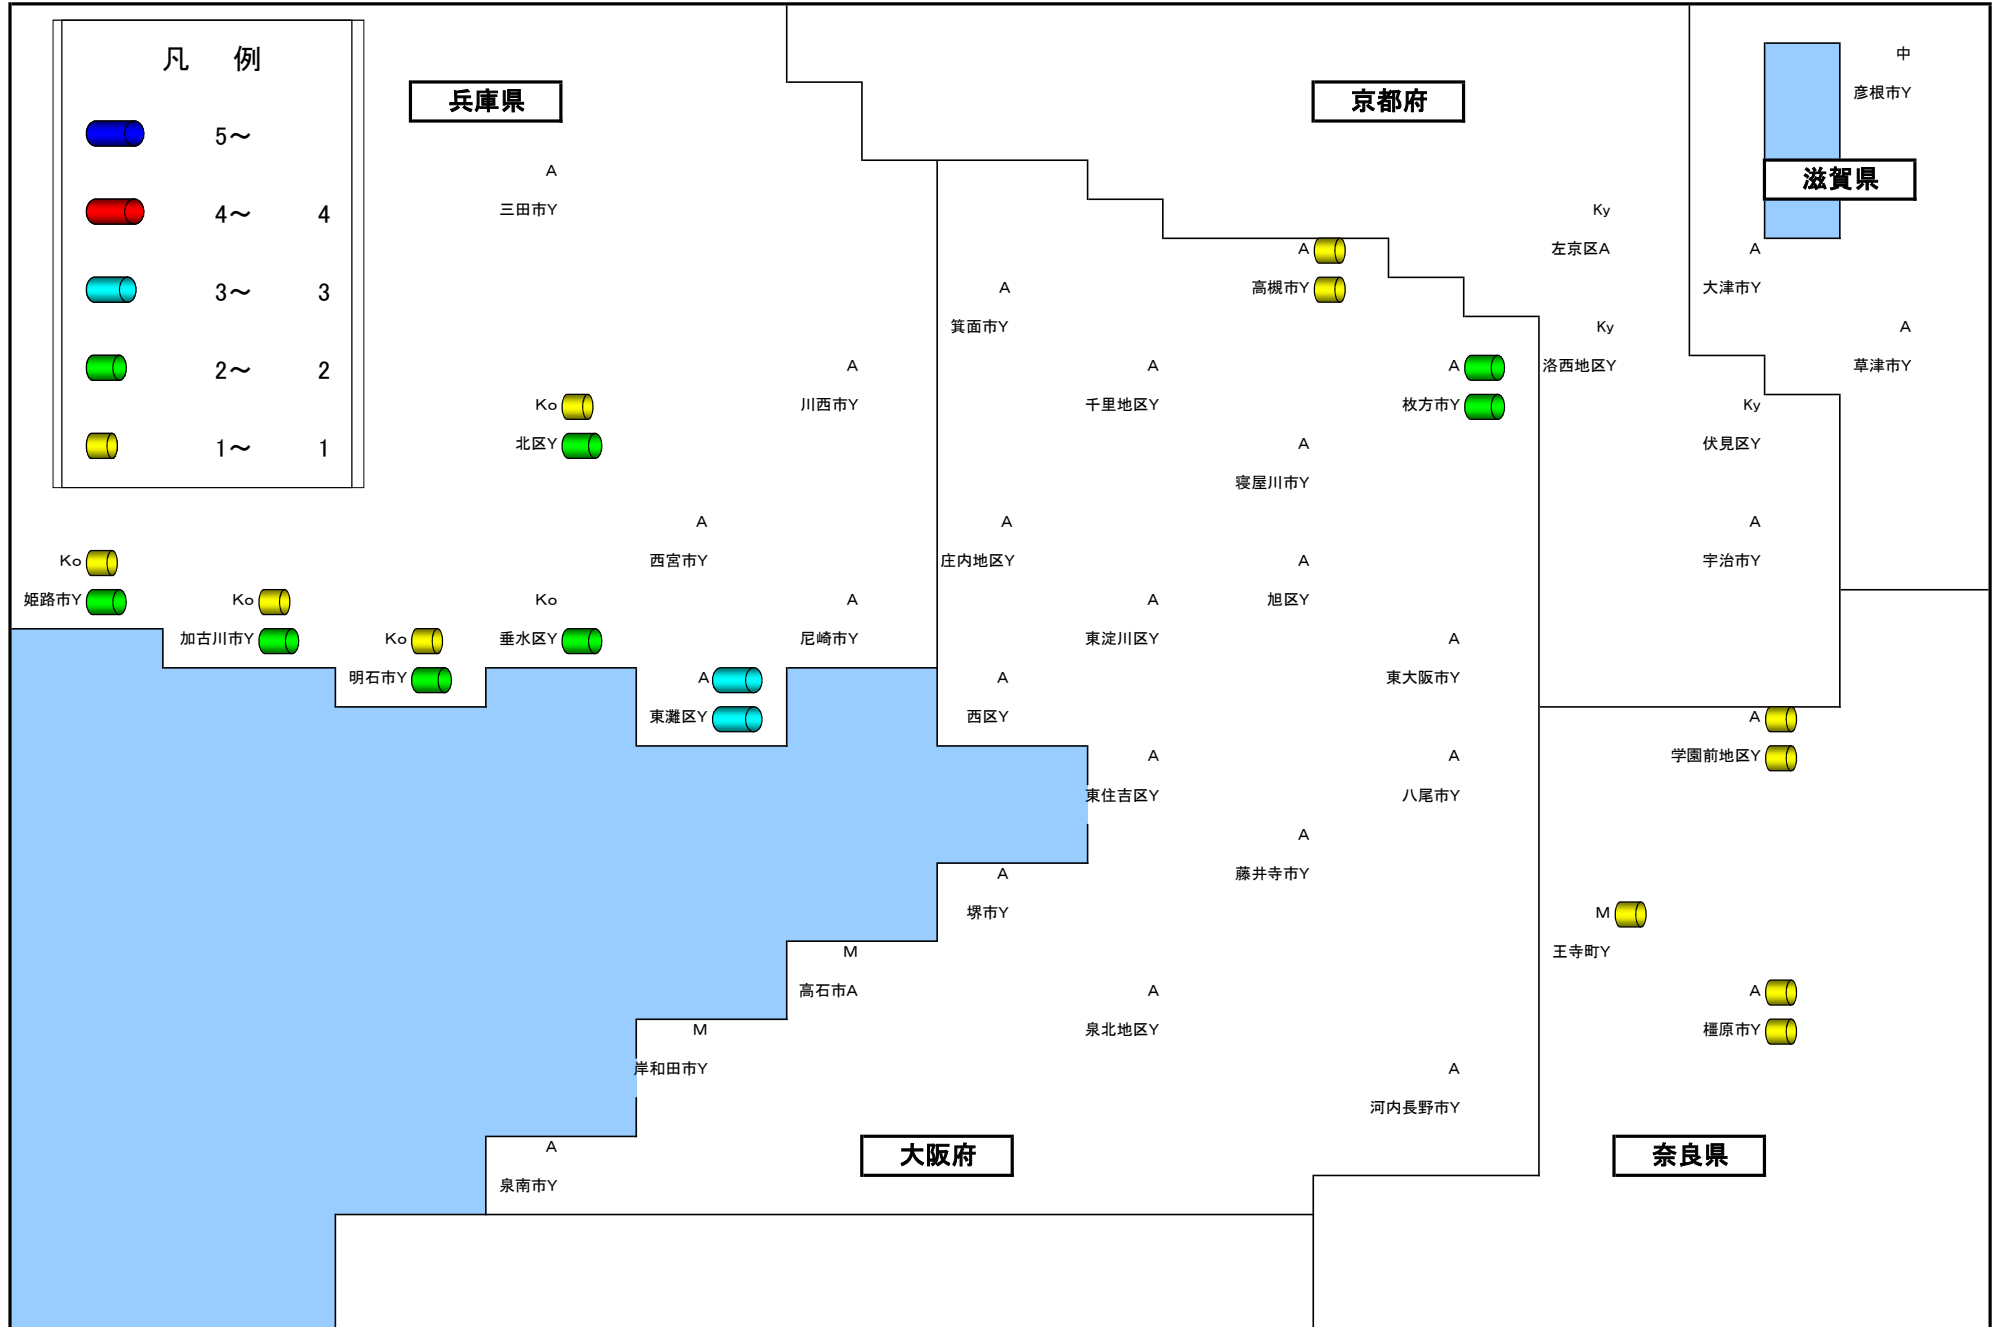 凡　例
5～
4～ 4
3～ 3
2～ 2
1～ 1
兵庫県
京都府
滋賀県
中
彦根市Y
A
三田市Y
Ky
左京区A
A
高槻市Y
A
大津市Y
A
箕面市Y
Ky
洛西地区Y
A
草津市Y
A
川西市Y
A
千里地区Y
A
枚方市Y
Ko
北区Y
Ky
伏見区Y
A
寝屋川市Y
A
西宮市Y
A
庄内地区Y
A
旭区Y
A
宇治市Y
Ko
姫路市Y
Ko
加古川市Y
Ko
明石市Y
Ko
垂水区Y
A
尼崎市Y
A
東淀川区Y
A
東大阪市Y
A
東灘区Y
A
西区Y
A
学園前地区Y
A
東住吉区Y
A
八尾市Y
A
藤井寺市Y
A
堺市Y
M
王寺町Y
M
高石市A
A
泉北地区Y
A
橿原市Y
M
岸和田市Y
A
河内長野市Y
A
泉南市Y
大阪府
奈良県